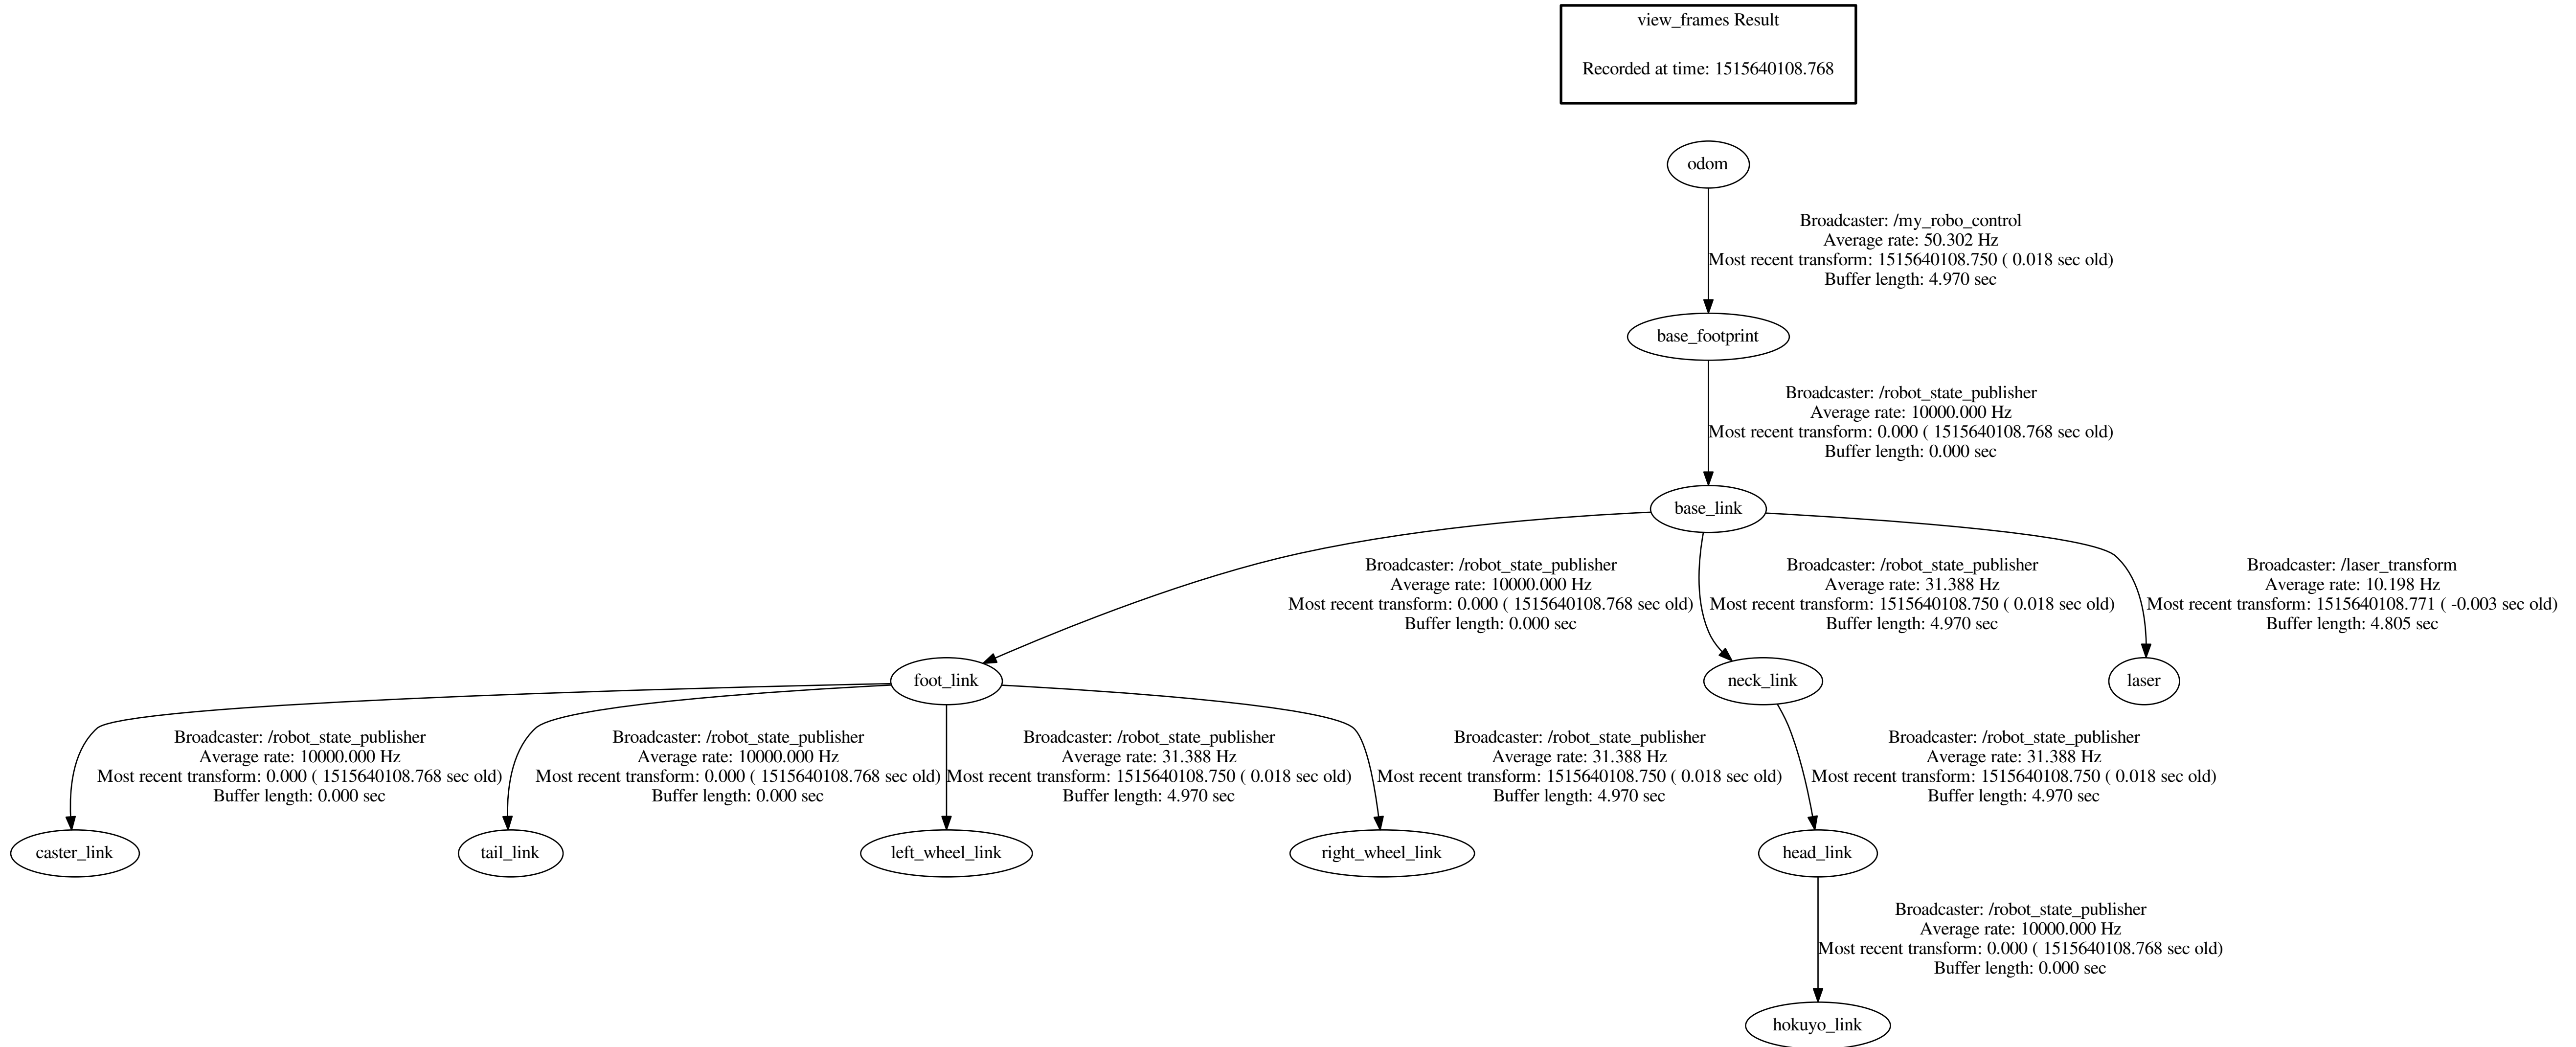 view_frames Result
Recorded at time: 1515640108.768
odom
Broadcaster: /my_robo_control
Average rate: 50.302 Hz
Most recent transform: 1515640108.750 ( 0.018 sec old)
Buffer length: 4.970 sec
base_footprint
Broadcaster: /robot_state_publisher
Average rate: 10000.000 Hz
Most recent transform: 0.000 ( 1515640108.768 sec old)
Buffer length: 0.000 sec
base_link
Broadcaster: /robot_state_publisher
Average rate: 10000.000 Hz
Most recent transform: 0.000 ( 1515640108.768 sec old)
Buffer length: 0.000 sec
Broadcaster: /robot_state_publisher
Average rate: 31.388 Hz
Most recent transform: 1515640108.750 ( 0.018 sec old)
Buffer length: 4.970 sec
Broadcaster: /laser_transform
Average rate: 10.198 Hz
Most recent transform: 1515640108.771 ( -0.003 sec old)
Buffer length: 4.805 sec
foot_link
neck_link
laser
Broadcaster: /robot_state_publisher
Average rate: 10000.000 Hz
Most recent transform: 0.000 ( 1515640108.768 sec old)
Buffer length: 0.000 sec
Broadcaster: /robot_state_publisher
Average rate: 10000.000 Hz
Most recent transform: 0.000 ( 1515640108.768 sec old)
Buffer length: 0.000 sec
Broadcaster: /robot_state_publisher
Average rate: 31.388 Hz
Most recent transform: 1515640108.750 ( 0.018 sec old)
Buffer length: 4.970 sec
Broadcaster: /robot_state_publisher
Average rate: 31.388 Hz
Most recent transform: 1515640108.750 ( 0.018 sec old)
Buffer length: 4.970 sec
Broadcaster: /robot_state_publisher
Average rate: 31.388 Hz
Most recent transform: 1515640108.750 ( 0.018 sec old)
Buffer length: 4.970 sec
caster_link
tail_link
left_wheel_link
right_wheel_link
head_link
Broadcaster: /robot_state_publisher
Average rate: 10000.000 Hz
Most recent transform: 0.000 ( 1515640108.768 sec old)
Buffer length: 0.000 sec
hokuyo_link